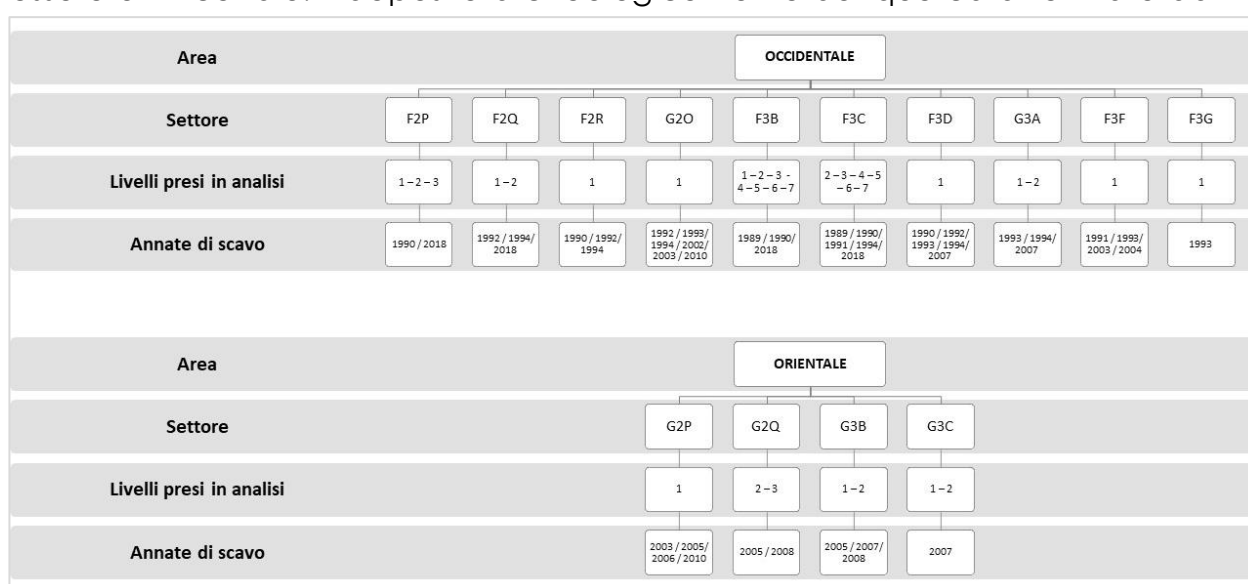 Area
OCCIDENTALE
Settore
F2P F2Q F2R G2O F3B F3C F3D G3A F3F F3G
Livelli presi in analisi
1 – 2 – 3
1 – 2
1
1
1 – 2 – 3 -
4 – 5 – 6 – 7
2 – 3 – 4 – 5
– 6 – 7
1
1 – 2
1
1
Annate di scavo
1990 / 2018
1992 / 1994/
2018
1990 / 1992/
1994
1992 / 1993/
1994 / 2002/
2003 / 2010
1989 / 1990/
2018
1989 / 1990/
1991 / 1994/
2018
1990 / 1992/
1993 / 1994/
2007
1993 / 1994/
2007
1991 / 1993/
2003 / 2004
1993
Area
ORIENTALE
Settore
G2P G2Q G3B G3C
Livelli presi in analisi
1
2 – 3
1 – 2
1 – 2
Annate di scavo
2003 / 2005/
2006 / 2010
2005 / 2008
2005 / 2007/
2008
2007